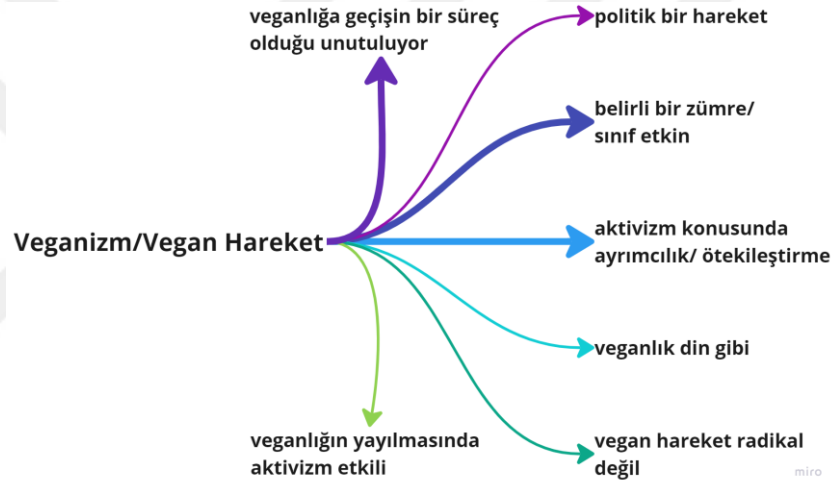 veganlığa geçişin bir süreç
olduğu unutuluyor
politik bir hareket
belirli bir zümre/
sınıf etkin
Veganizm/Vegan Hareket
aktivizm konusunda
ayrımcılık/ ötekileştirme
veganlık din gibi
veganlığın yayılmasında
aktivizm etkili
vegan hareket radikal
değil
miro